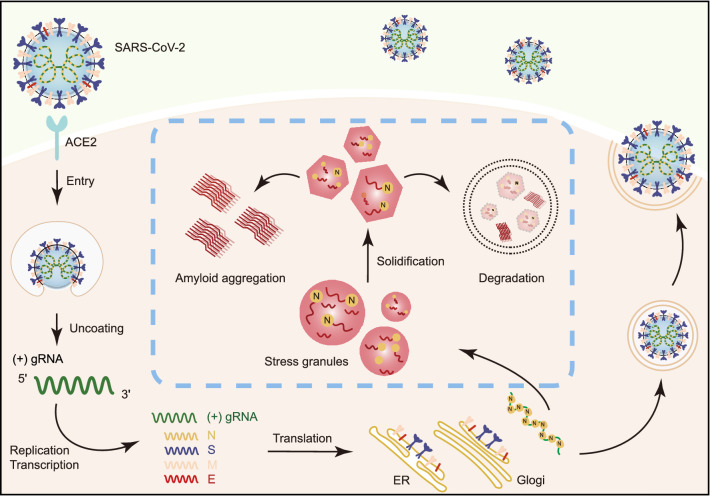 SARS-CoV-2
ACE2
Entry
Uncoating
(+) gRNA
5'
3'
Replication
Transcription
(+) gRNA
N
S
M
E
Translation
ER
Glogi
N N N N N N N N N
Stress granules
N
N
N
Solidification
N
N
N
Amyloid aggregation
Degradation